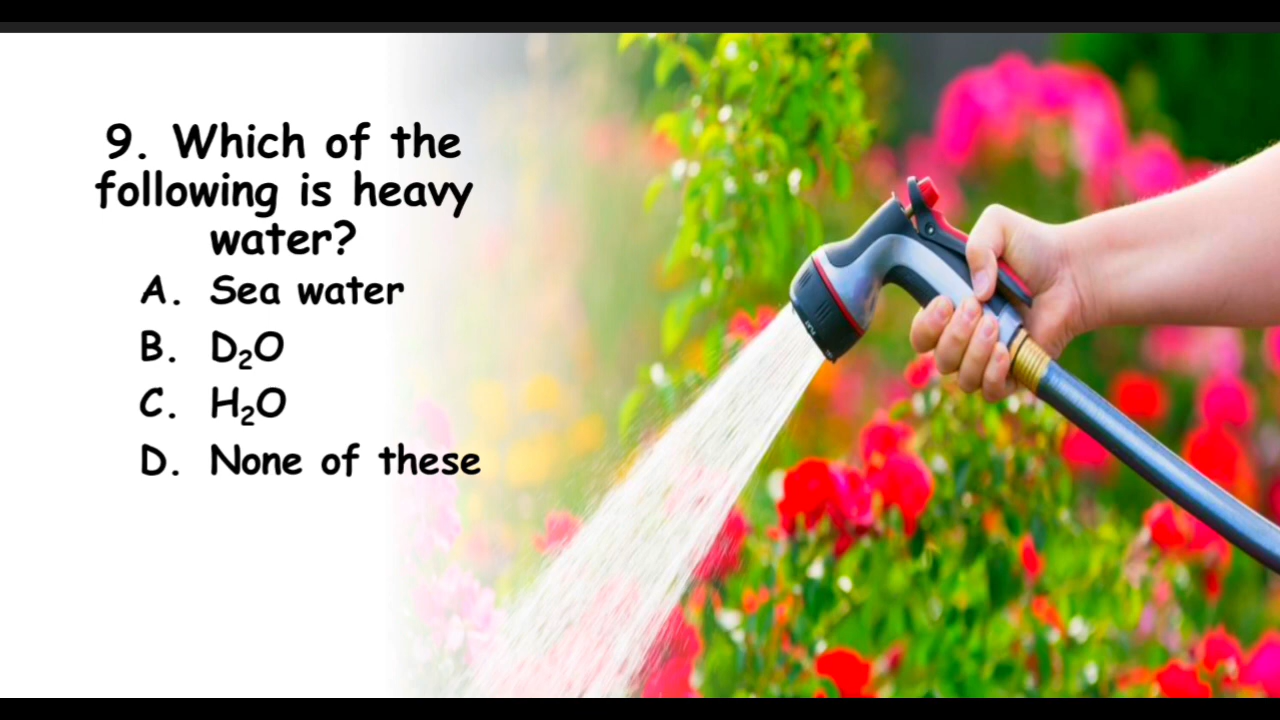 9. Which of the
following is heavy
water?
A. Sea water
B. D₂O
C. H₂O
D. None of these